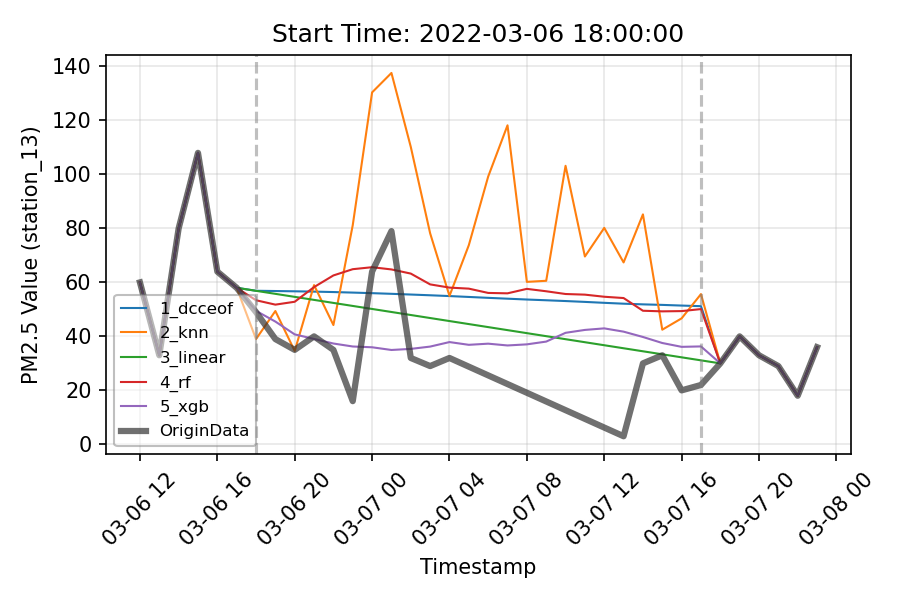 Start Time: 2022-03-06 18:00:00
PM2.5 Value (station_13)
140
120
100
80
60
40
20
0
1_dcceof
2_knn
3_linear
4_rf
5_xgb
OriginData
03-06 12
03-06 16
03-06 20
03-07 00
03-07 04
03-07 08
03-07 12
03-07 16
03-07 20
03-08 00
Timestamp